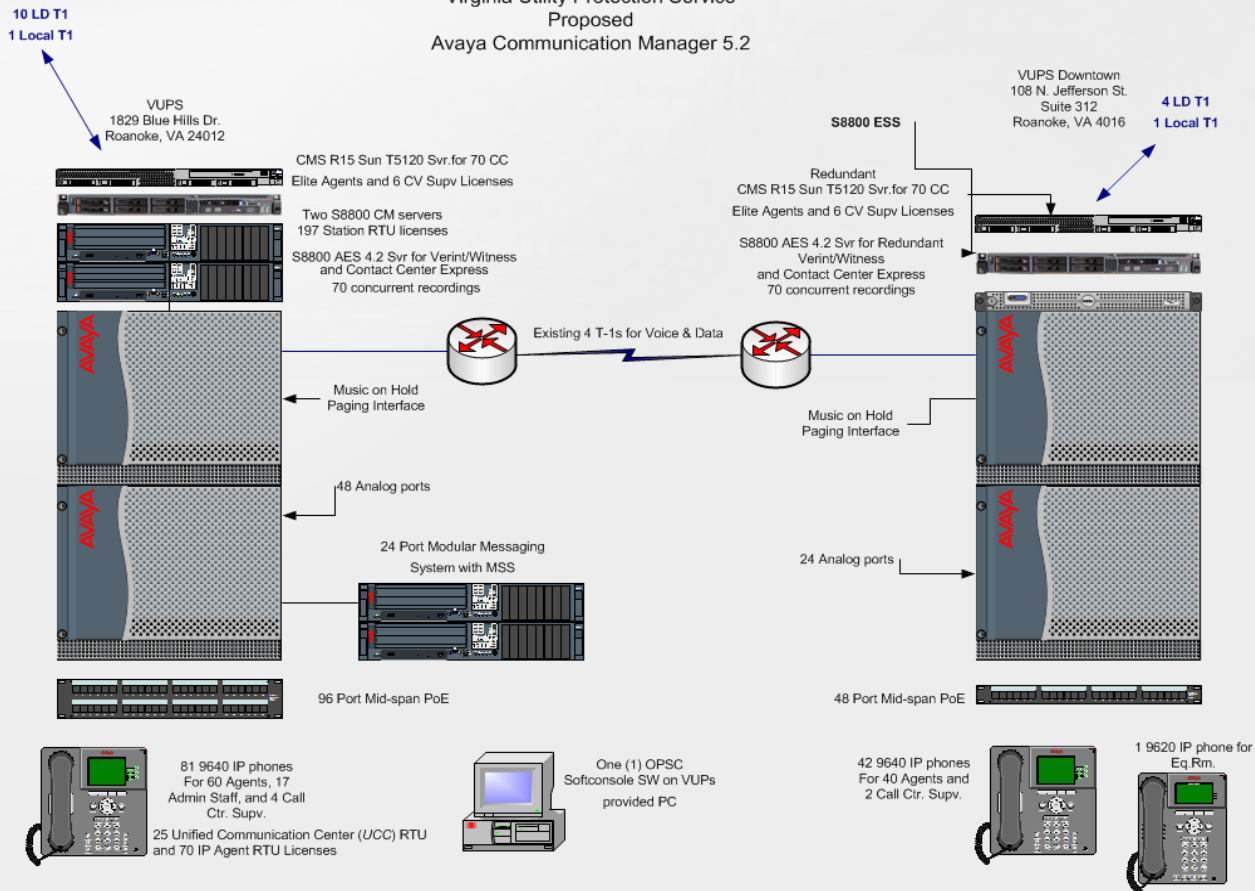 Virginia Utility Protection Service
Proposed
Avaya Communication Manager 5.2
10 LD T1
1 Local T1
VUPS
1829 Blue Hills Dr.
Roanoke, VA 24012
CMS R15 Sun T5120 Svr.for 70 CC
Elite Agents and 6 CV Supv Licenses
Two S8800 CM servers
197 Station RTU licenses
S8800 AES 4.2 Svr for Verint/Witness
and Contact Center Express
70 concurrent recordings
S8800 ESS
VUPS Downtown
108 N. Jefferson St.
Suite 312
Roanoke, VA 4016
4 LD T1
1 Local T1
Redundant
CMS R15 Sun T5120 Svr.for 70 CC
Elite Agents and 6 CV Supv Licenses
S8800 AES 4.2 Svr for Redundant
Verint/Witness
and Contact Center Express
70 concurrent recordings
AVAYA
Existing 4 T-1s for Voice & Data
AVAYA
Music on Hold
Paging Interface
Music on Hold
Paging Interface
AVAYA
48 Analog ports
AVAYA
24 Port Modular Messaging
System with MSS
24 Analog ports
96 Port Mid-span PoE
48 Port Mid-span PoE
81 9640 IP phones
For 60 Agents, 17
Admin Staff, and 4 Call
Ctr. Supv.
25 Unified Communication Center (UCC) RTU
and 70 IP Agent RTU Licenses
One (1) OPSC
Softconsole SW on VUPs
provided PC
42 9640 IP phones
For 40 Agents and
2 Call Ctr. Supv.
1 9620 IP phone for
Eq.Rm.